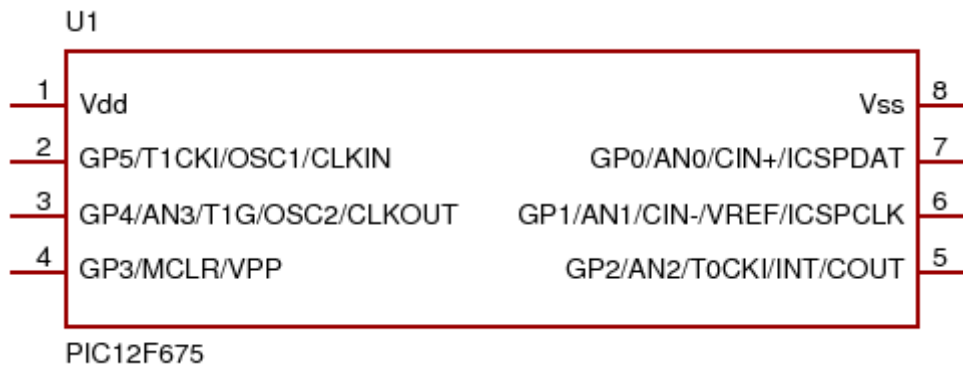 U1
1 Vdd Vss 8
2 GP5/T1CKI/OSC1/CLKIN GP0/AN0/CIN+/ICSPDAT 7
3 GP4/AN3/T1G/OSC2/CLKOUT GP1/AN1/CIN-/VREF/ICSPCLK 6
4 GP3/MCLR/VPP GP2/AN2/T0CKI/INT/COUT 5
PIC12F675